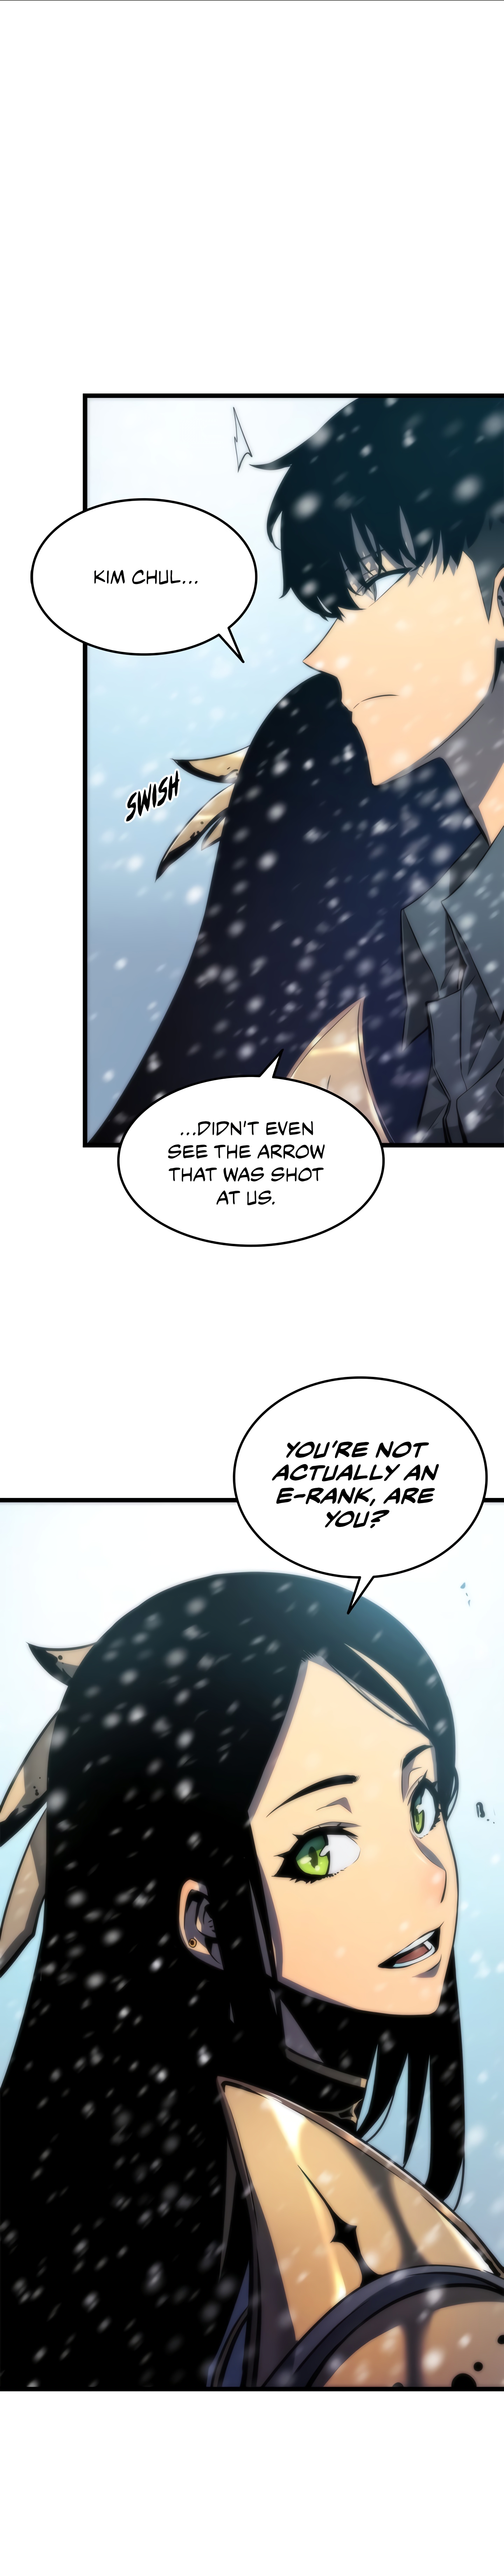 KIM CHUL...
SWISH
...DIDN'T EVEN
SEE THE ARROW
THAT WAS SHOT
AT US.
YOU'RE NOT
ACTUALLY AN
E-RANK, ARE
YOU?